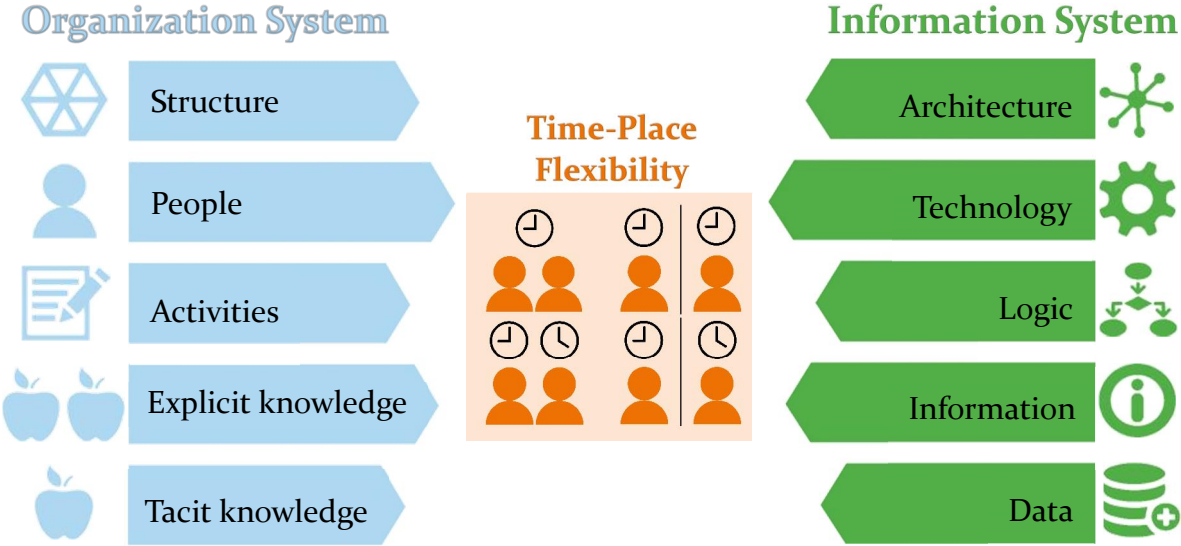 Organization System
Structure
People
Activities
Explicit knowledge
Tacit knowledge
Time-Place
Flexibility
Information System
Architecture
Technology
Logic
Information
Data